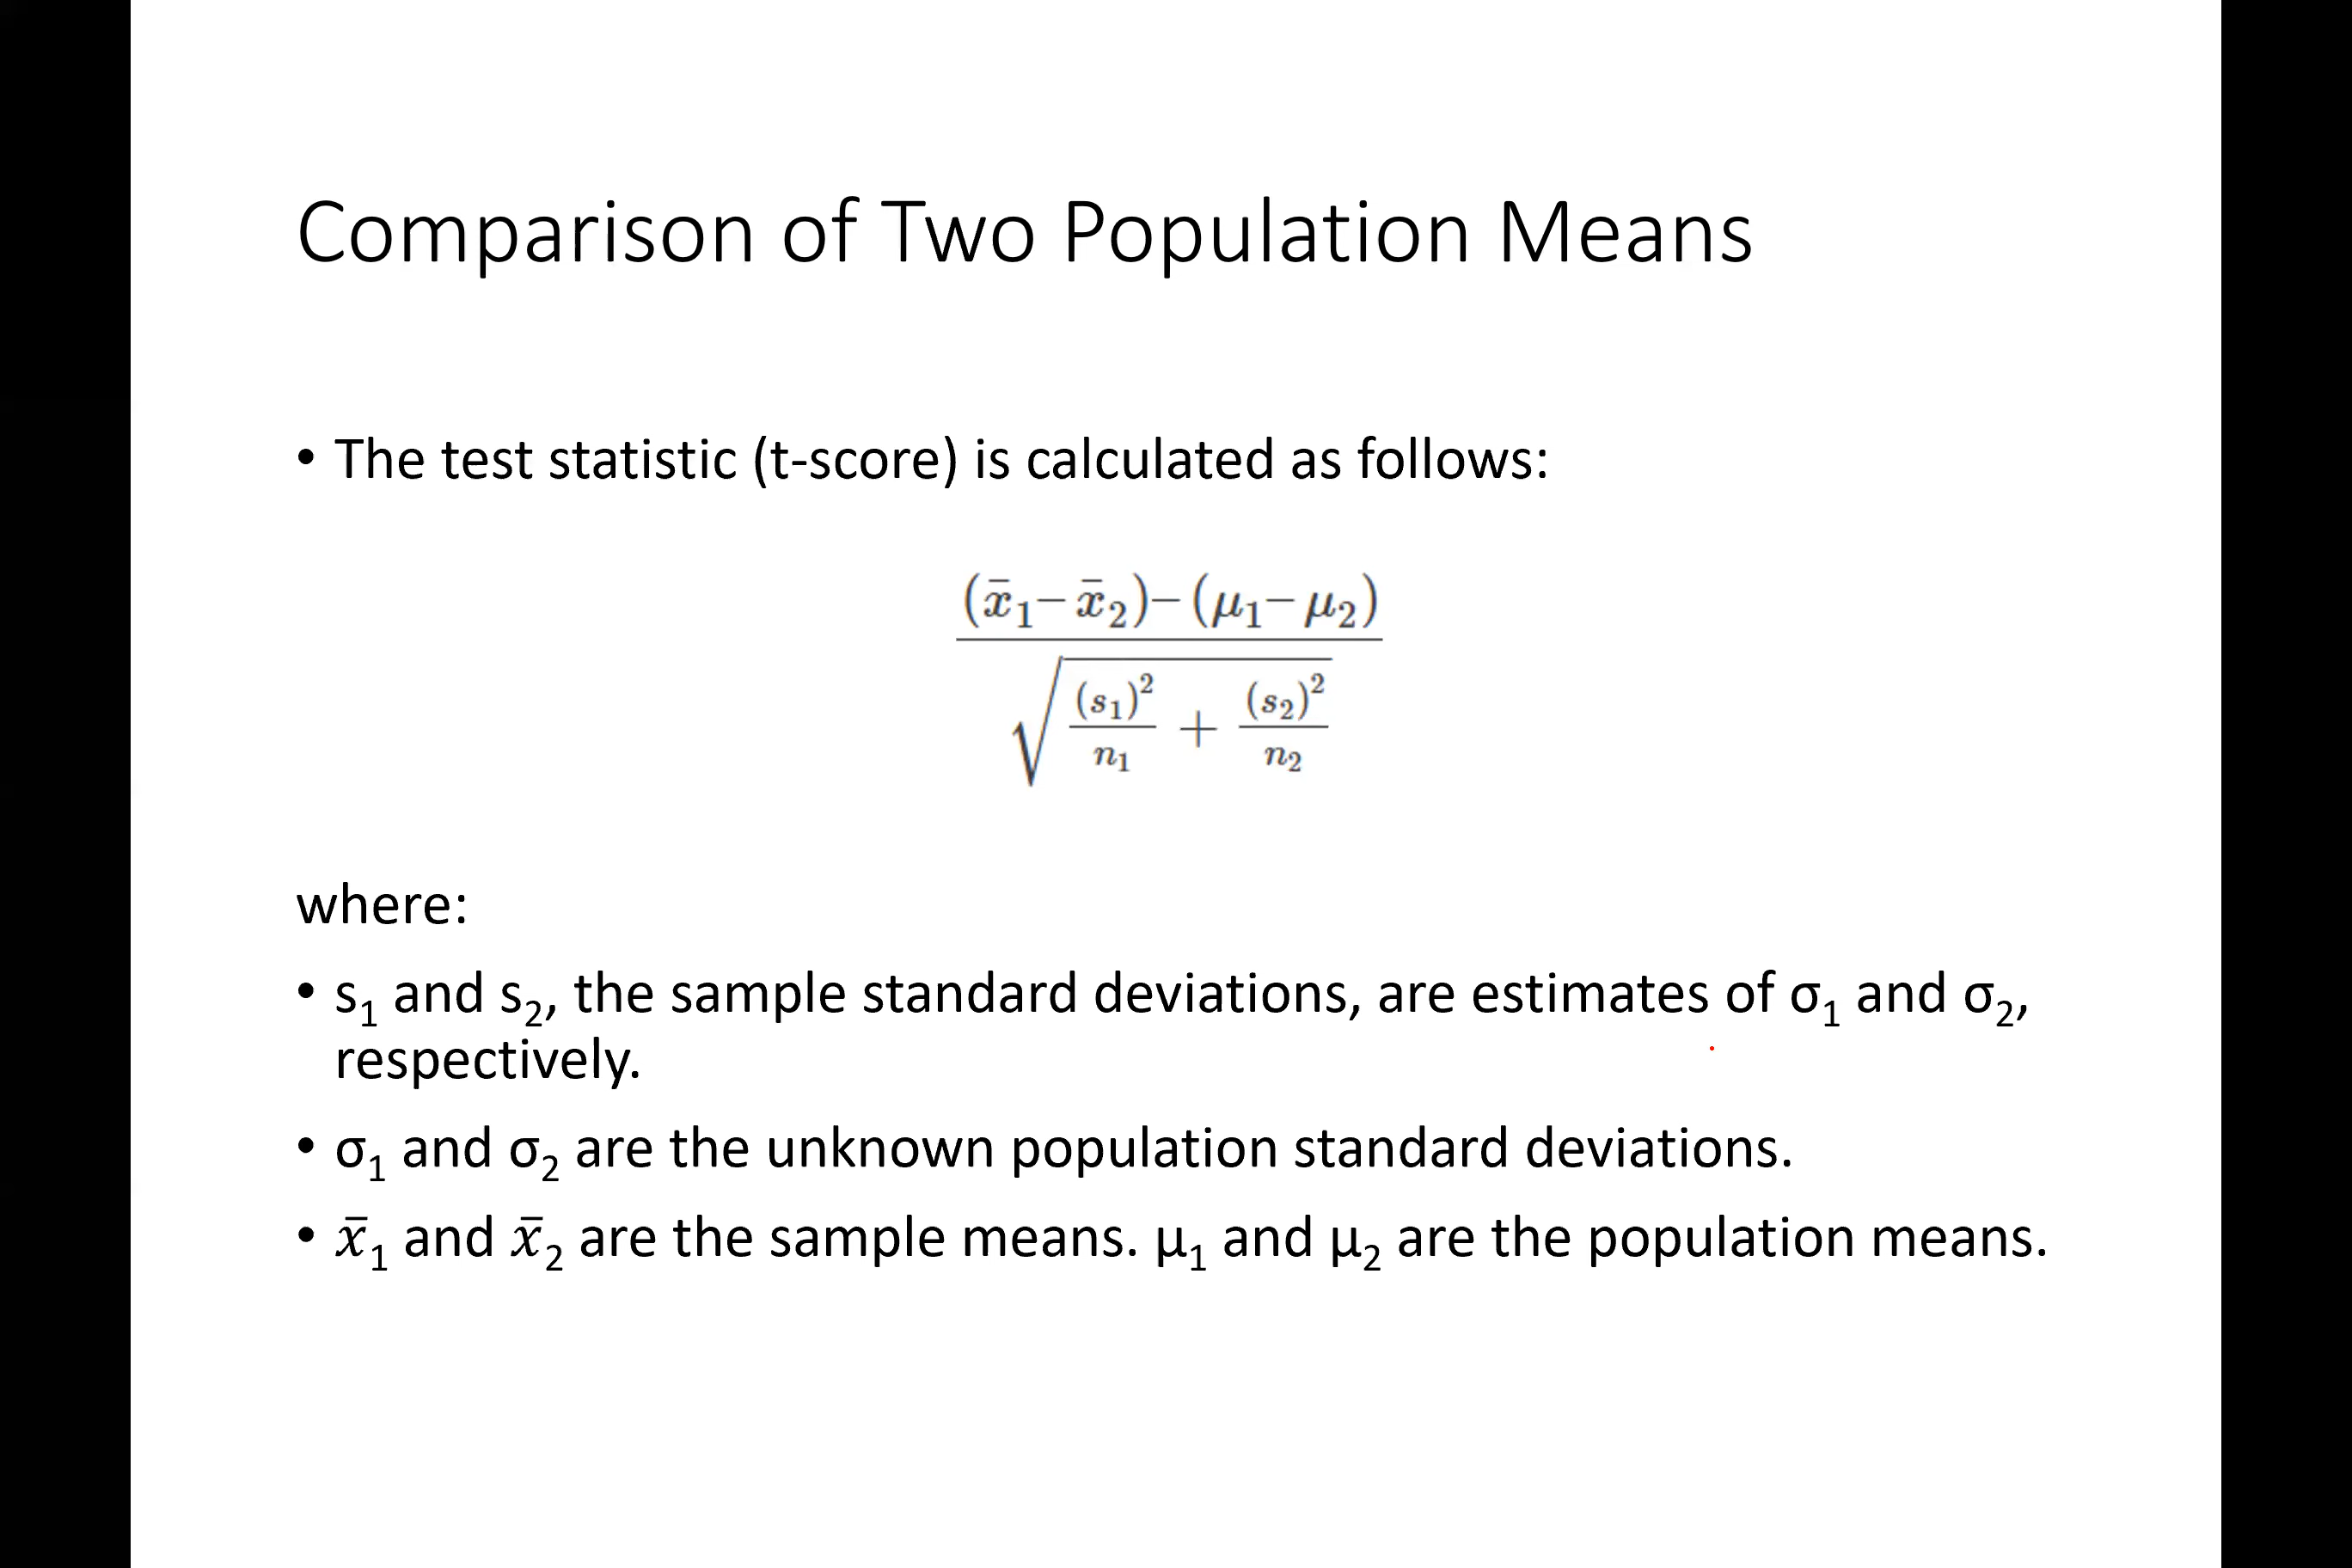 Comparison of Two Population Means
• The test statistic (t-score) is calculated as follows:
(x̄₁− x̄₂)−(μ₁− μ₂)
√ (s₁)²/n₁ + (s₂)²/n₂
where:
• s₁ and s₂, the sample standard deviations, are estimates of σ₁ and σ₂,
respectively.
• σ₁ and σ₂ are the unknown population standard deviations.
• x̄₁ and x̄₂ are the sample means. μ₁ and μ₂ are the population means.